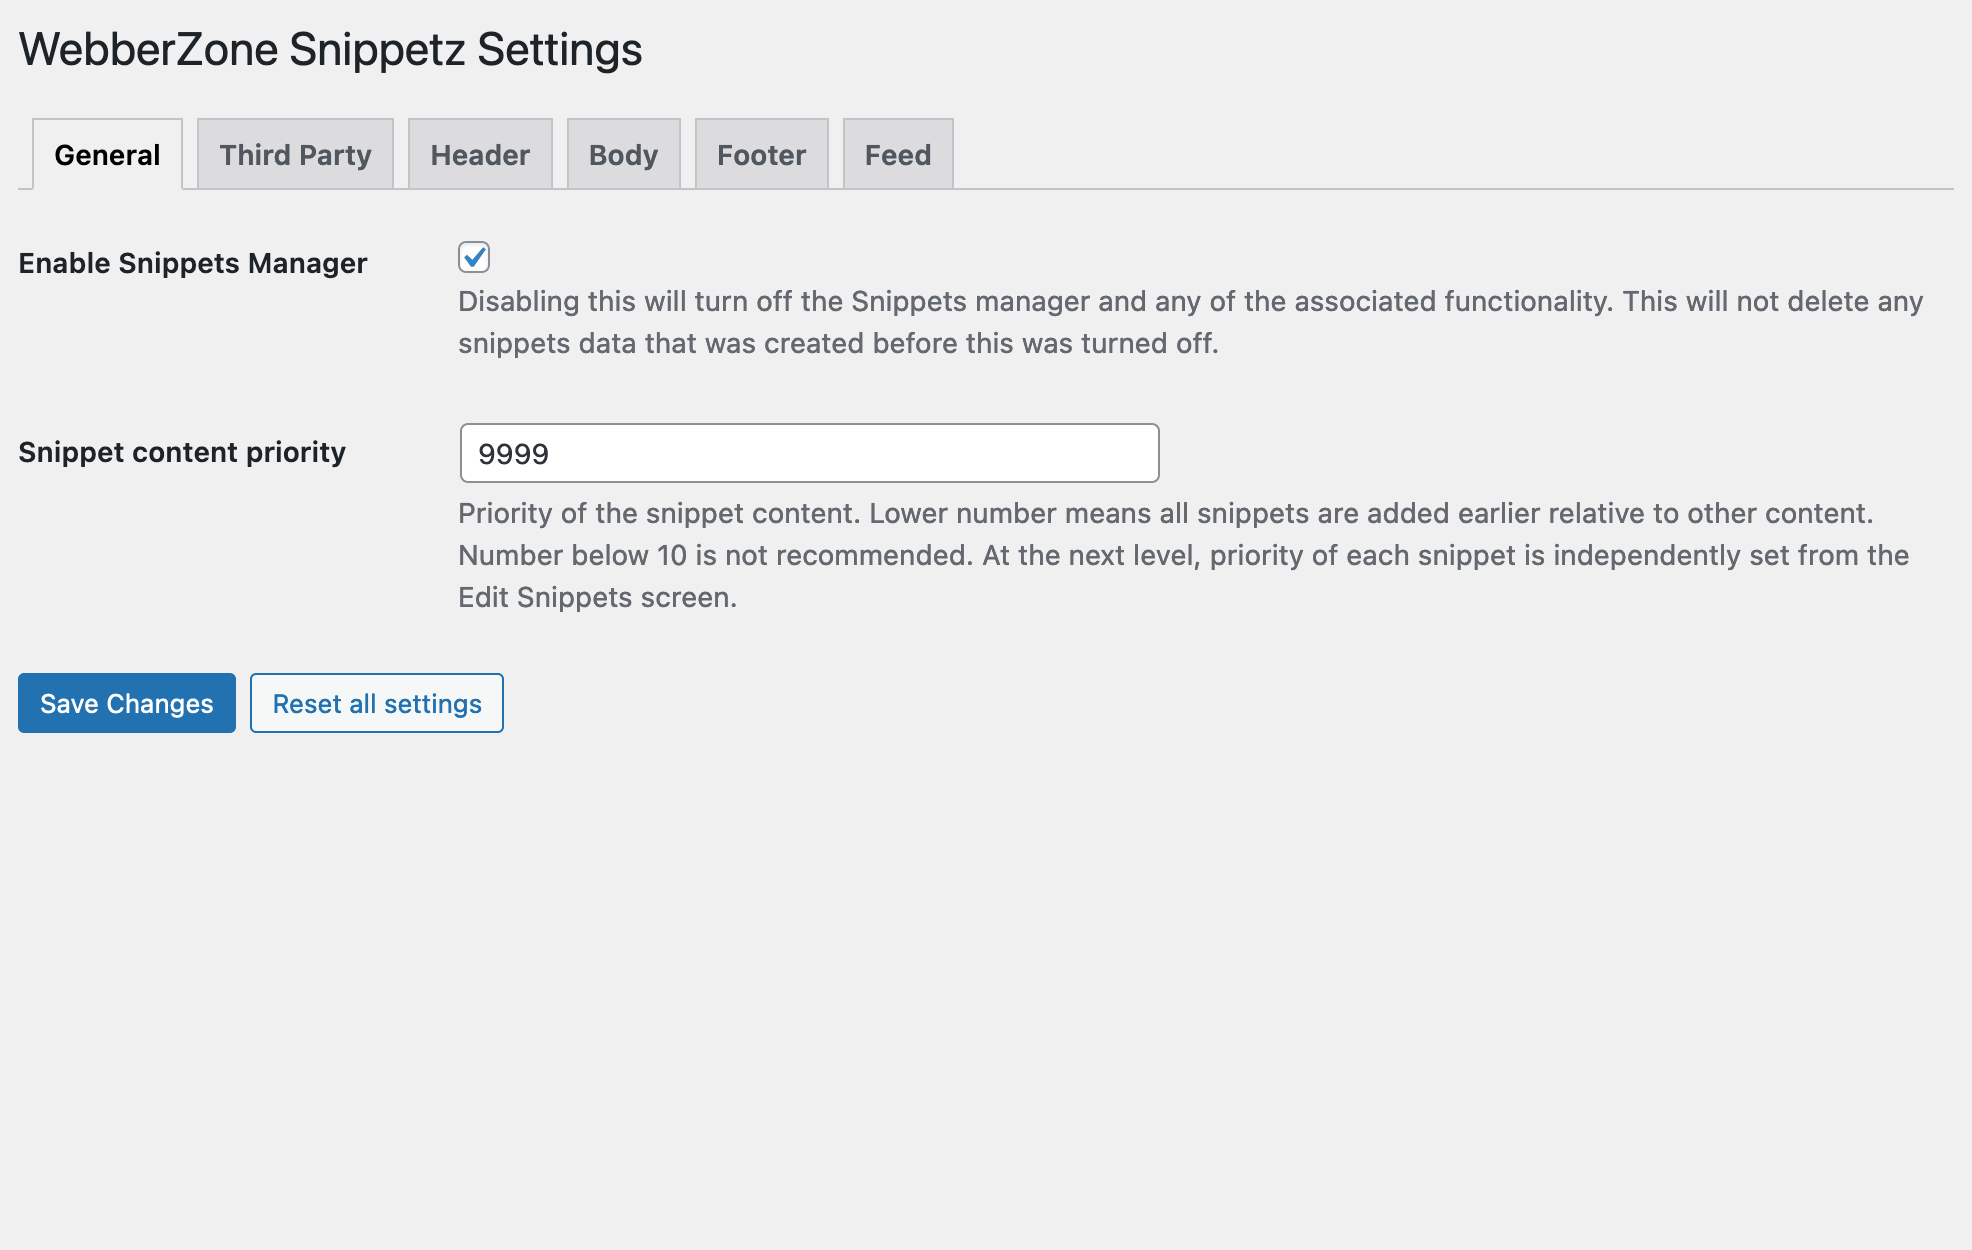 WebberZone Snippetz Settings
General
Third Party
Header
Body
Footer
Feed
Enable Snippets Manager
Disabling this will turn off the Snippets manager and any of the associated functionality. This will not delete any
snippets data that was created before this was turned off.
Snippet content priority
9999
Priority of the snippet content. Lower number means all snippets are added earlier relative to other content.
Number below 10 is not recommended. At the next level, priority of each snippet is independently set from the
Edit Snippets screen.
Save Changes
Reset all settings